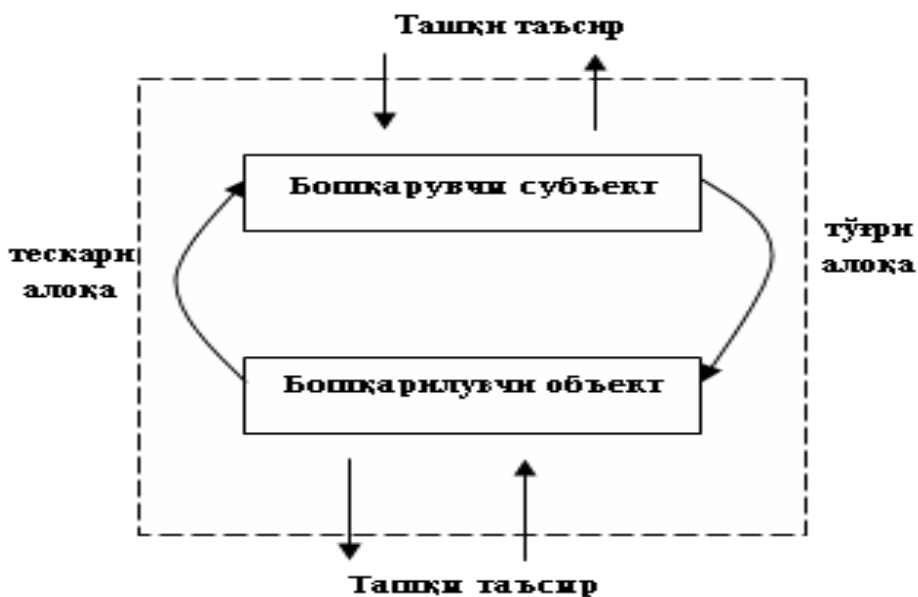 Ташқи таъсир
Бошқарувчи субъект
тескари
алоқа
тўғри
алоқа
Бошқарилувчи объект
Ташқи таъсир